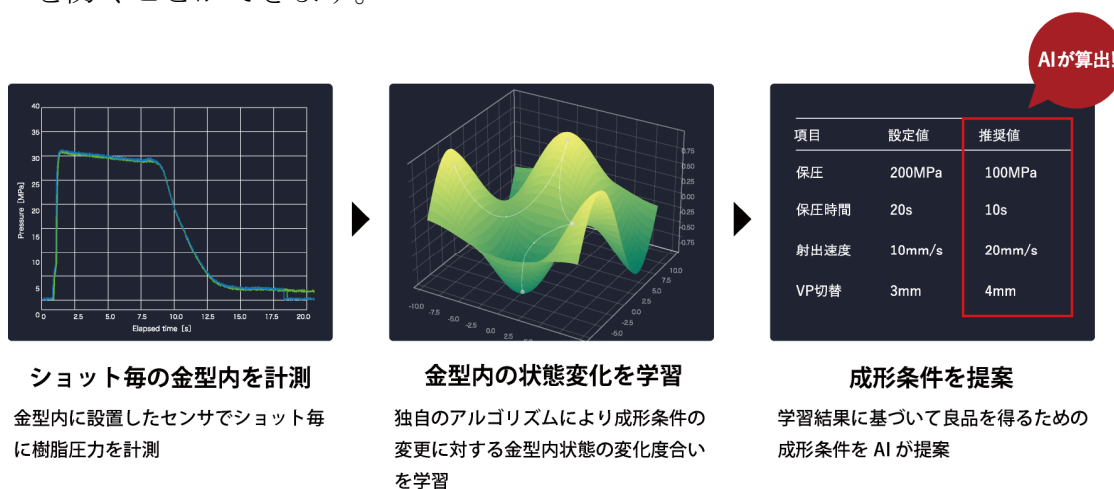 を防ぐことができます。
AIが算出!
40
35
30
25
20
15
10
5
0
Pressure [MPa]
0 2.5 5.0 7.5 10.0 12.5 15.0 17.5 20.0
Elapsed time [s]
0.75
0.50
0.25
0.00
0.25
0.50
0.75
-10.0 -7.5 -5.0 -2.5 0.0 2.5
10.0
7.5
5.0
2.5
0.0
-2.5
-5.0
項目 設定値 推奨値
保圧 200MPa 100MPa
保圧時間 20s 10s
射出速度 10mm/s 20mm/s
VP切替 3mm 4mm
ショット毎の金型内を計測
金型内に設置したセンサでショット毎
に樹脂圧力を計測
金型内の状態変化を学習
独自のアルゴリズムにより成形条件の
変更に対する金型内状態の変化度合い
を学習
成形条件を提案
学習結果に基づいて良品を得るための
成形条件を AI が提案